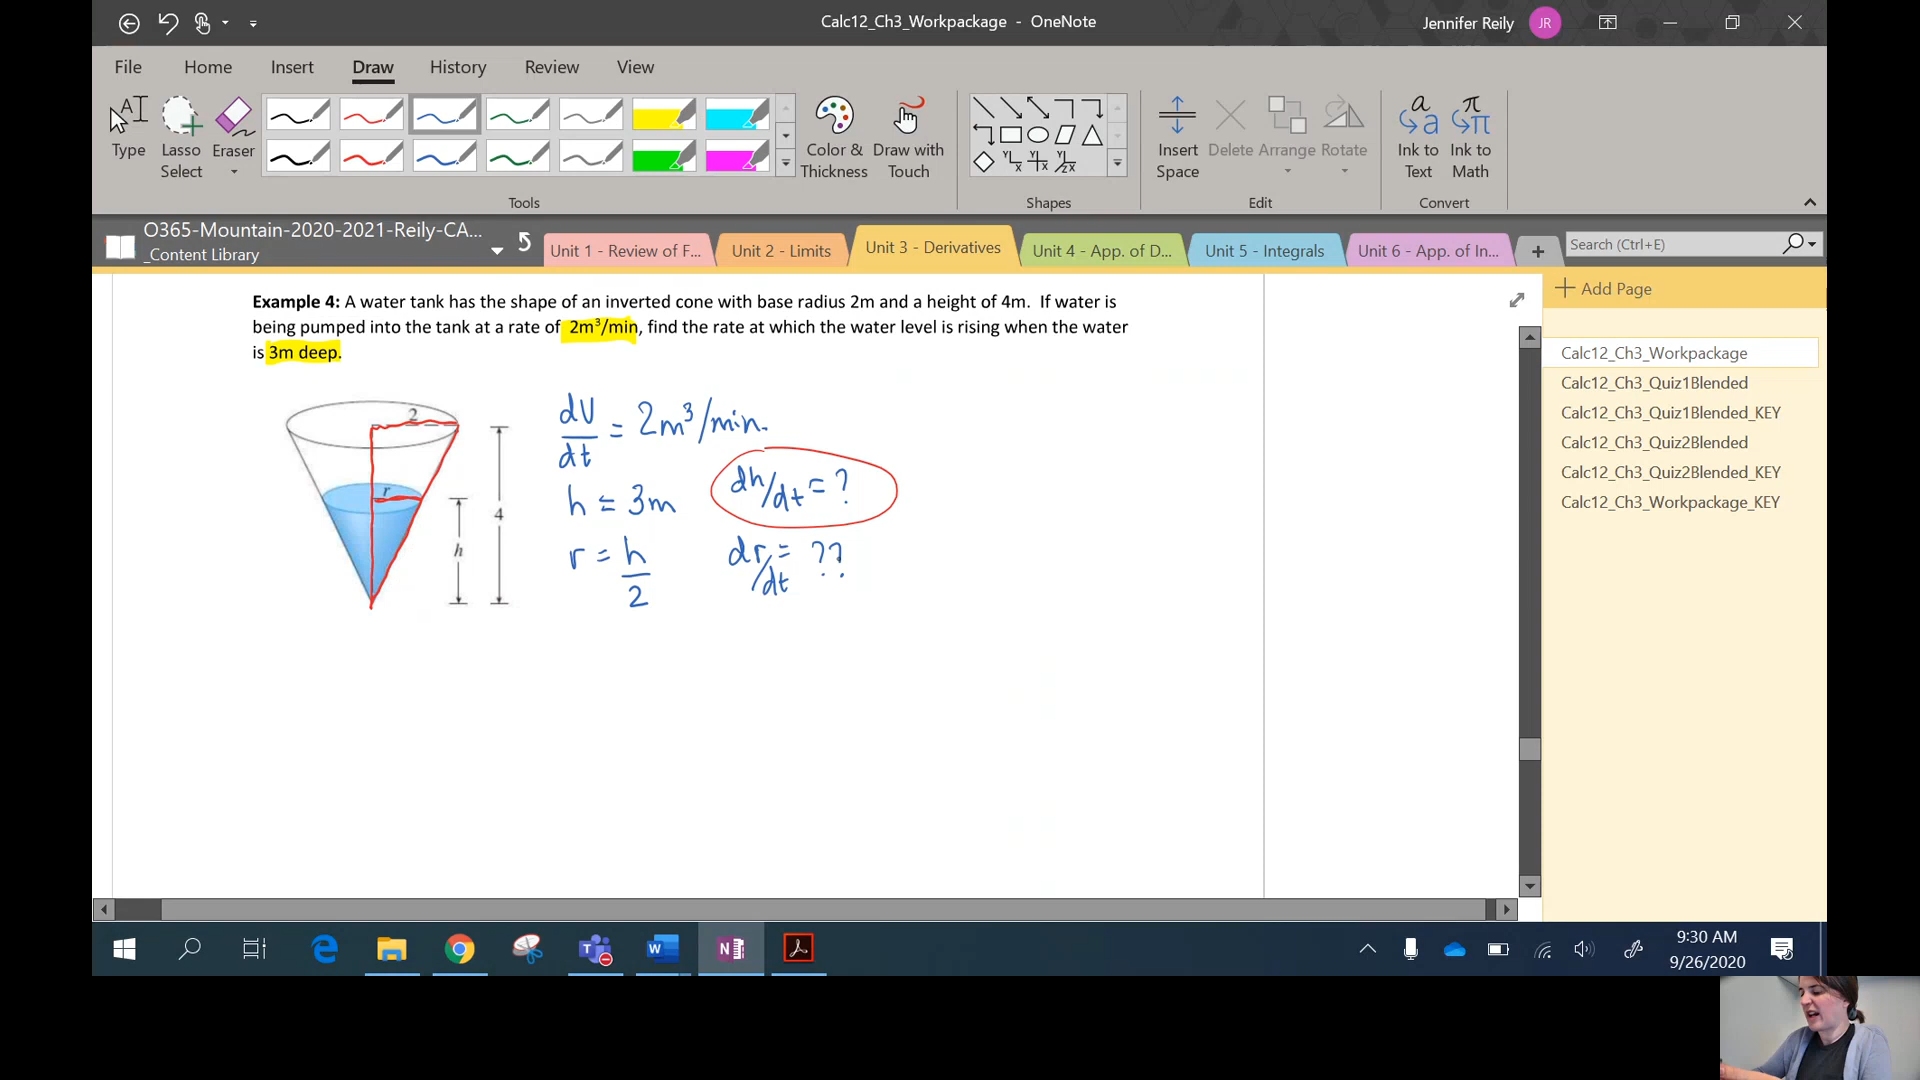 Calc12_Ch3_Workpackage - OneNote
Jennifer Reily
JR
File Home Insert Draw History Review View
Type
Lasso Select
Eraser
Color & Thickness
Draw with Touch
Insert Space
Delete
Arrange
Rotate
Ink to Text
Ink to Math
Tools
Shapes
Edit
Convert
O365-Mountain-2020-2021-Reily-CA...
_Content Library
Unit 1 - Review of F...
Unit 2 - Limits
Unit 3 - Derivatives
Unit 4 - App. of D...
Unit 5 - Integrals
Unit 6 - App. of In...
Search (Ctrl+E)
Add Page
Calc12_Ch3_Workpackage
Calc12_Ch3_Quiz1Blended
Calc12_Ch3_Quiz1Blended_KEY
Calc12_Ch3_Quiz2Blended
Calc12_Ch3_Quiz2Blended_KEY
Calc12_Ch3_Workpackage_KEY
Example 4: A water tank has the shape of an inverted cone with base radius 2m and a height of 4m. If water is
being pumped into the tank at a rate of 2m³/min, find the rate at which the water level is rising when the water
is 3m deep.
2
r
h
4
dV/dt = 2m³/min.
h = 3m
dh/dt = ?
r = h/2
dr/dt = ??
9:30 AM
9/26/2020